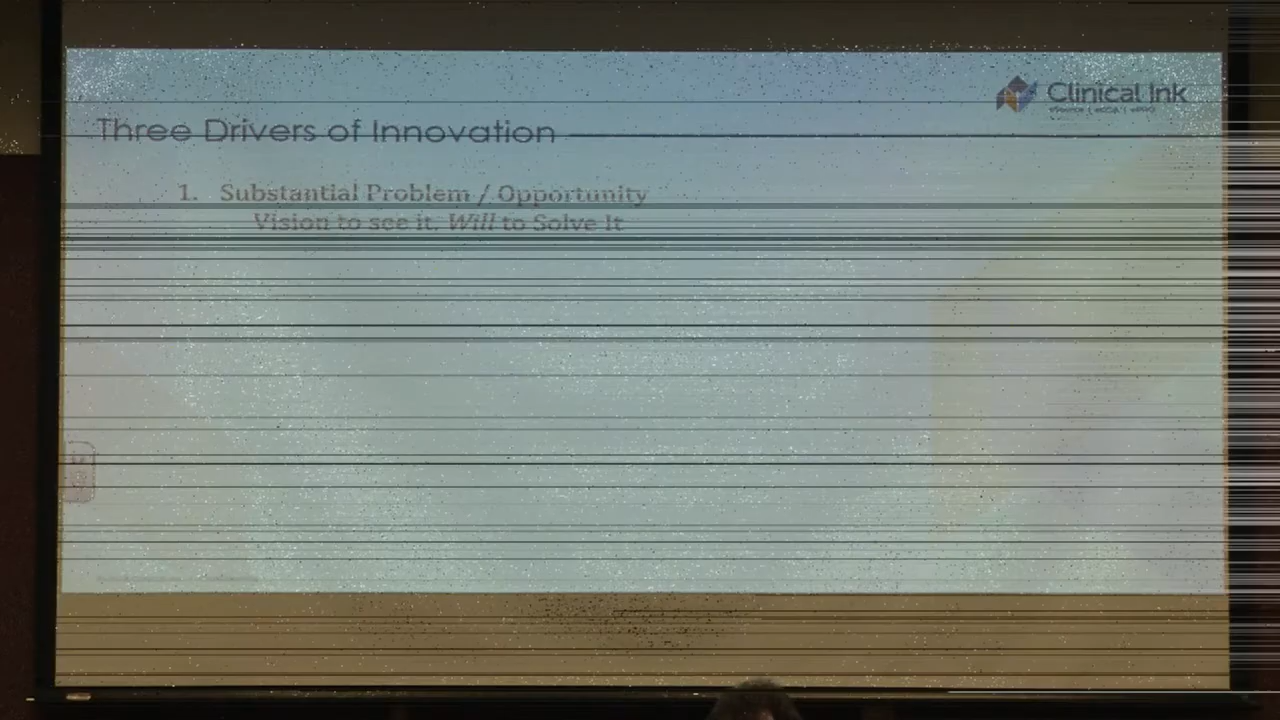 Clinical Ink
Three Drivers of Innovation
1. Substantial Problem / Opportunity
Vision to see it, Will to Solve It